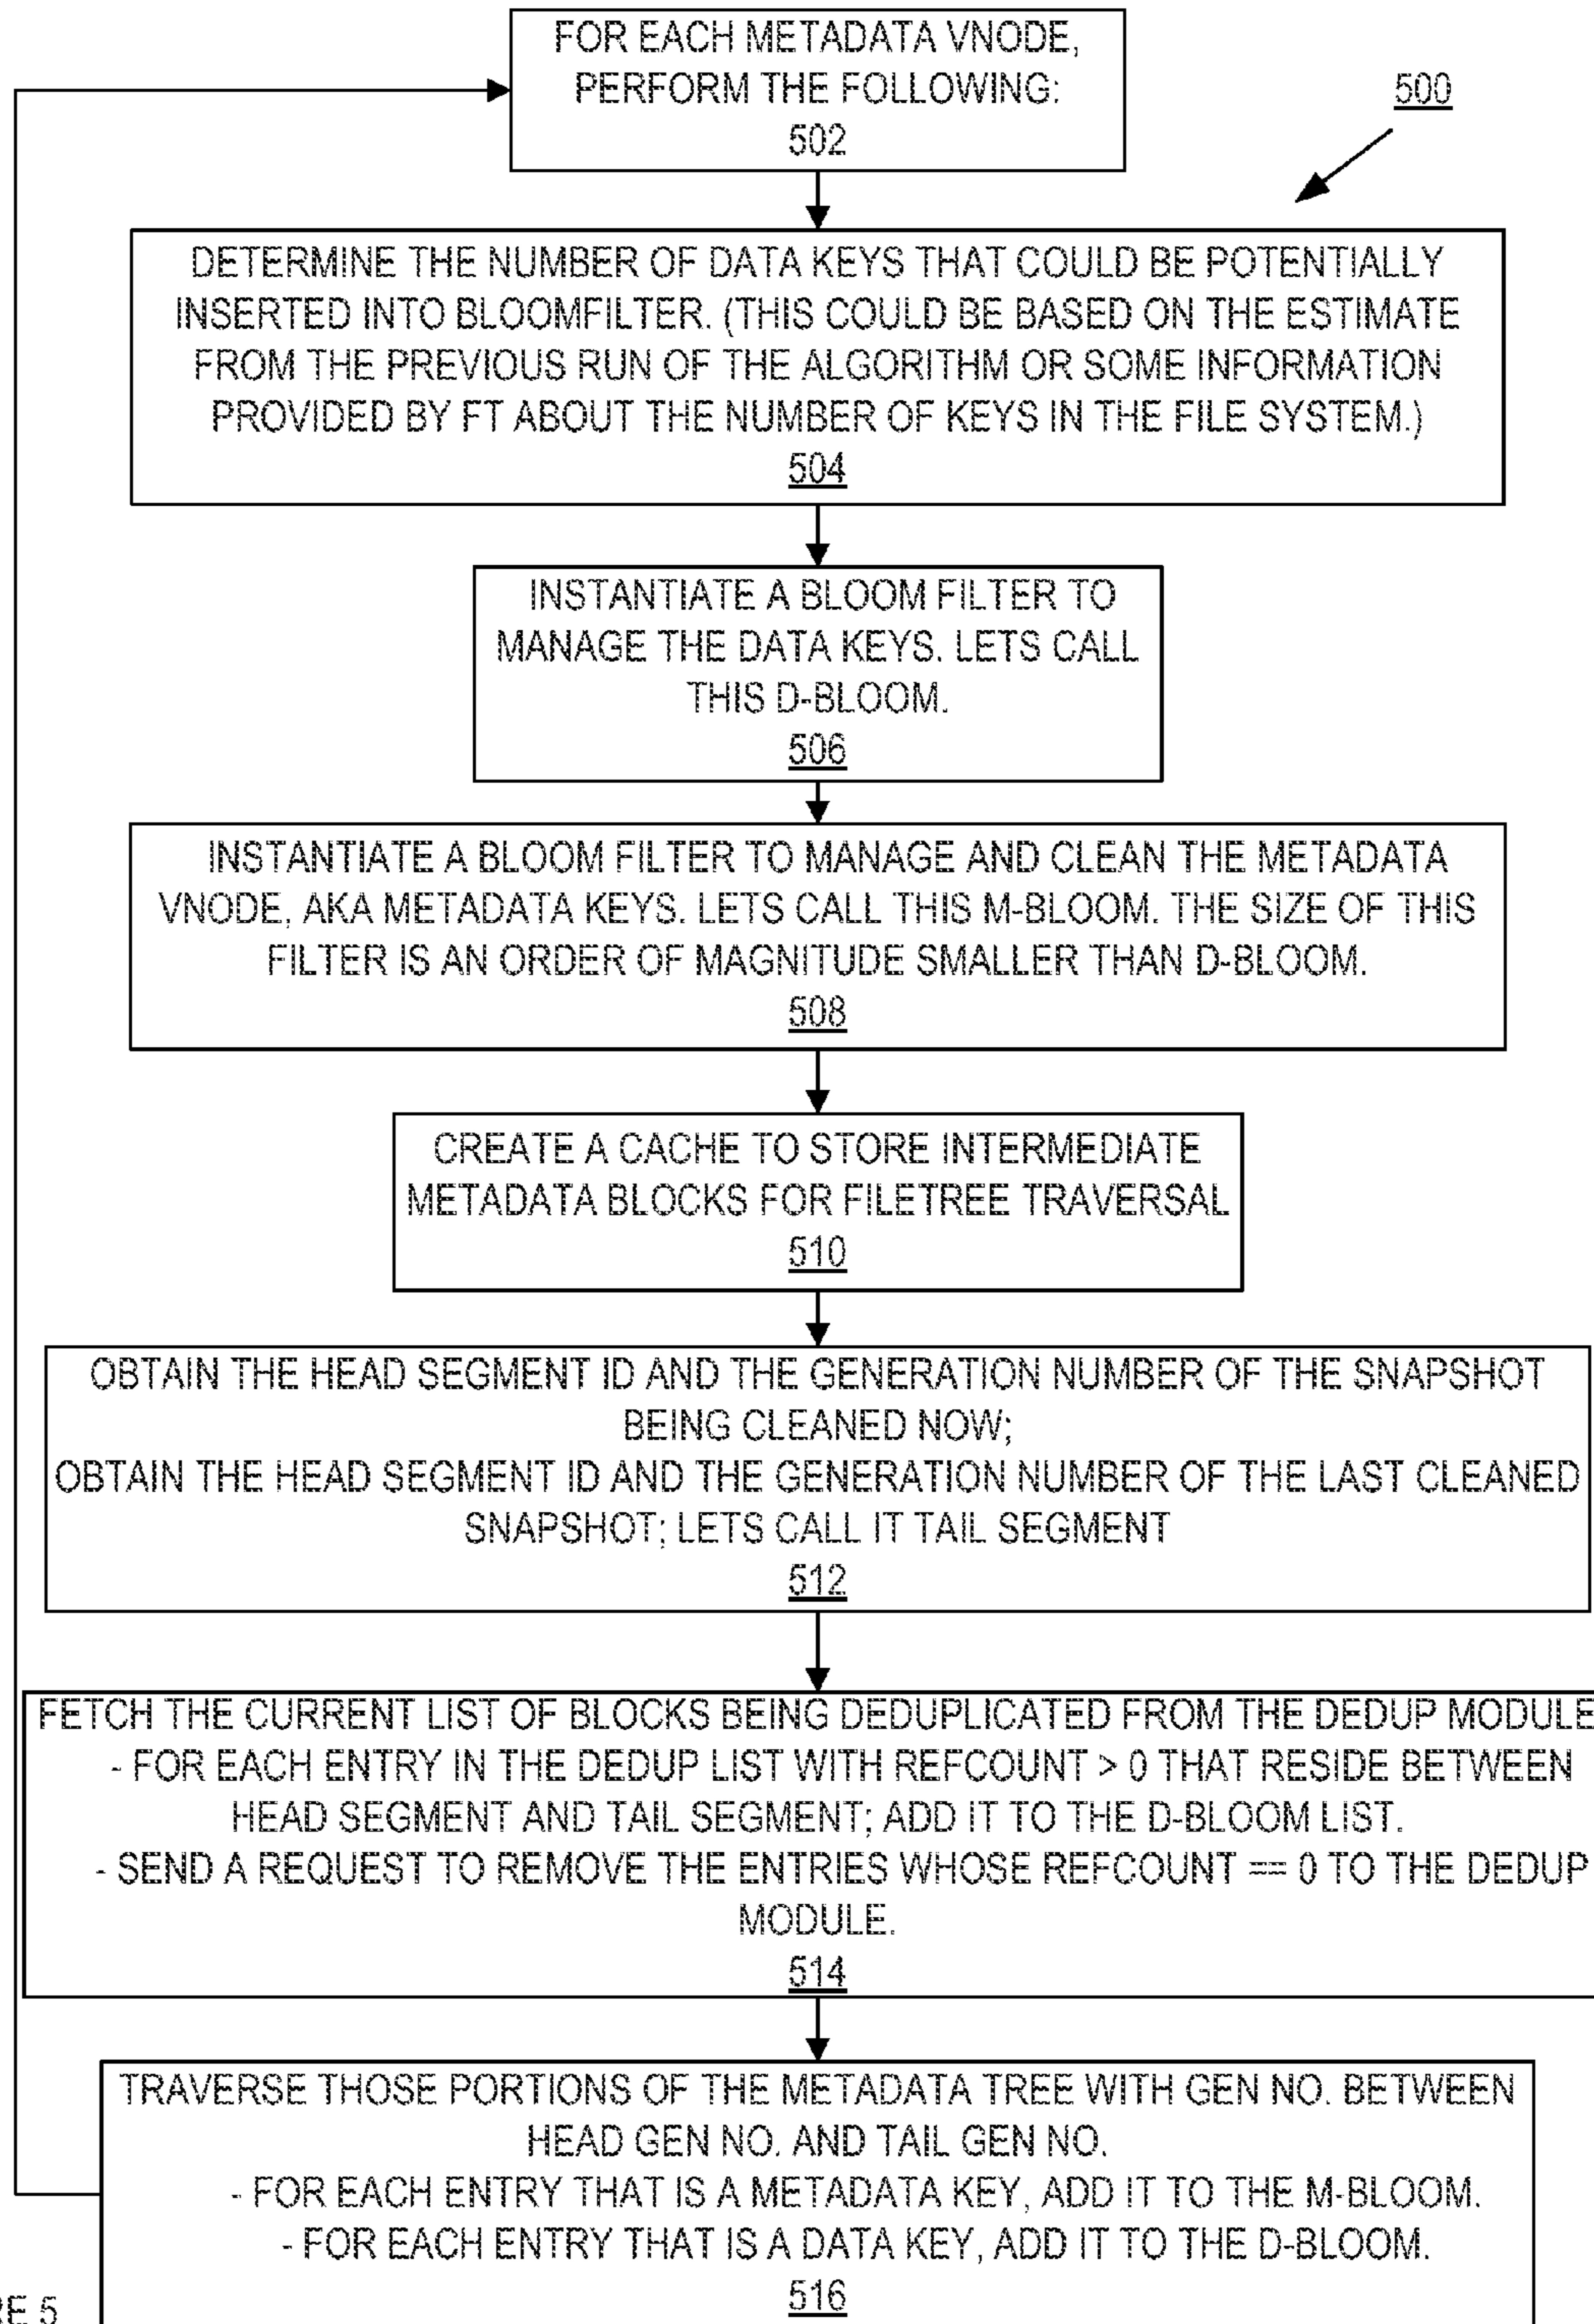 FOR EACH METADATA VNODE,
PERFORM THE FOLLOWING:
502
500
DETERMINE THE NUMBER OF DATA KEYS THAT COULD BE POTENTIALLY
INSERTED INTO BLOOMFILTER. (THIS COULD BE BASED ON THE ESTIMATE
FROM THE PREVIOUS RUN OF THE ALGORITHM OR SOME INFORMATION
PROVIDED BY FT ABOUT THE NUMBER OF KEYS IN THE FILE SYSTEM.)
504
INSTANTIATE A BLOOM FILTER TO
MANAGE THE DATA KEYS. LETS CALL
THIS D-BLOOM.
506
INSTANTIATE A BLOOM FILTER TO MANAGE AND CLEAN THE METADATA
VNODE, AKA METADATA KEYS. LETS CALL THIS M-BLOOM. THE SIZE OF THIS
FILTER IS AN ORDER OF MAGNITUDE SMALLER THAN D-BLOOM.
508
CREATE A CACHE TO STORE INTERMEDIATE
METADATA BLOCKS FOR FILETREE TRAVERSAL
510
OBTAIN THE HEAD SEGMENT ID AND THE GENERATION NUMBER OF THE SNAPSHOT
BEING CLEANED NOW;
OBTAIN THE HEAD SEGMENT ID AND THE GENERATION NUMBER OF THE LAST CLEANED
SNAPSHOT; LETS CALL IT TAIL SEGMENT
512
FETCH THE CURRENT LIST OF BLOCKS BEING DEDUPLICATED FROM THE DEDUP MODULE
- FOR EACH ENTRY IN THE DEDUP LIST WITH REFCOUNT > 0 THAT RESIDE BETWEEN
HEAD SEGMENT AND TAIL SEGMENT; ADD IT TO THE D-BLOOM LIST.
- SEND A REQUEST TO REMOVE THE ENTRIES WHOSE REFCOUNT == 0 TO THE DEDUP
MODULE.
514
TRAVERSE THOSE PORTIONS OF THE METADATA TREE WITH GEN NO. BETWEEN
HEAD GEN NO. AND TAIL GEN NO.
- FOR EACH ENTRY THAT IS A METADATA KEY, ADD IT TO THE M-BLOOM.
- FOR EACH ENTRY THAT IS A DATA KEY, ADD IT TO THE D-BLOOM.
516
RE 5